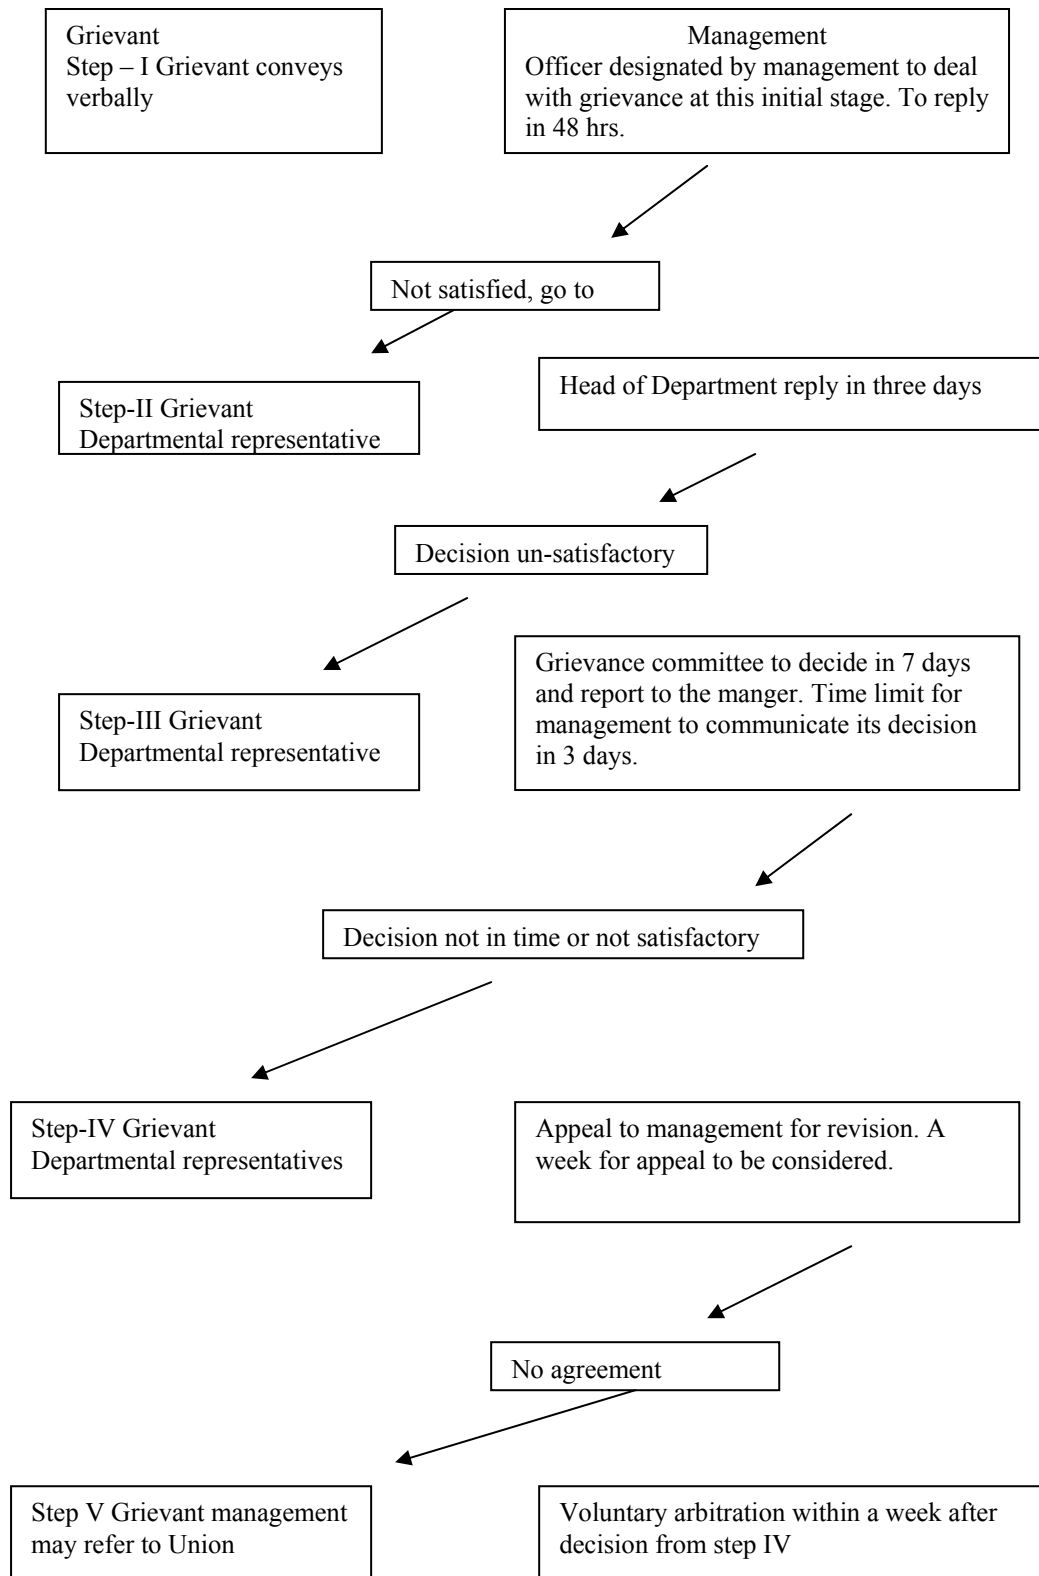 Grievant
Step – I Grievant conveys
verbally
Management
Officer designated by management to deal
with grievance at this initial stage. To reply
in 48 hrs.
Not satisfied, go to
Step-II Grievant
Departmental representative
Head of Department reply in three days
Decision un-satisfactory
Step-III Grievant
Departmental representative
Grievance committee to decide in 7 days
and report to the manger. Time limit for
management to communicate its decision
in 3 days.
Decision not in time or not satisfactory
Step-IV Grievant
Departmental representatives
Appeal to management for revision. A
week for appeal to be considered.
No agreement
Step V Grievant management
may refer to Union
Voluntary arbitration within a week after
decision from step IV